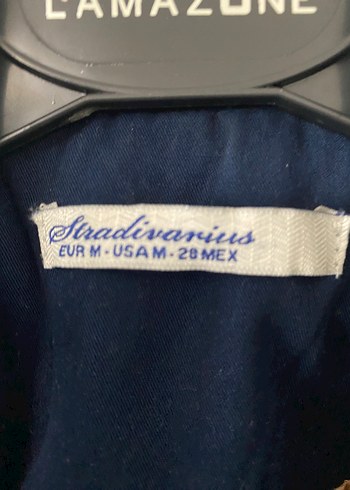 L'AMAZONE
Stradivarius
EUR M - USA M - 28 MEX